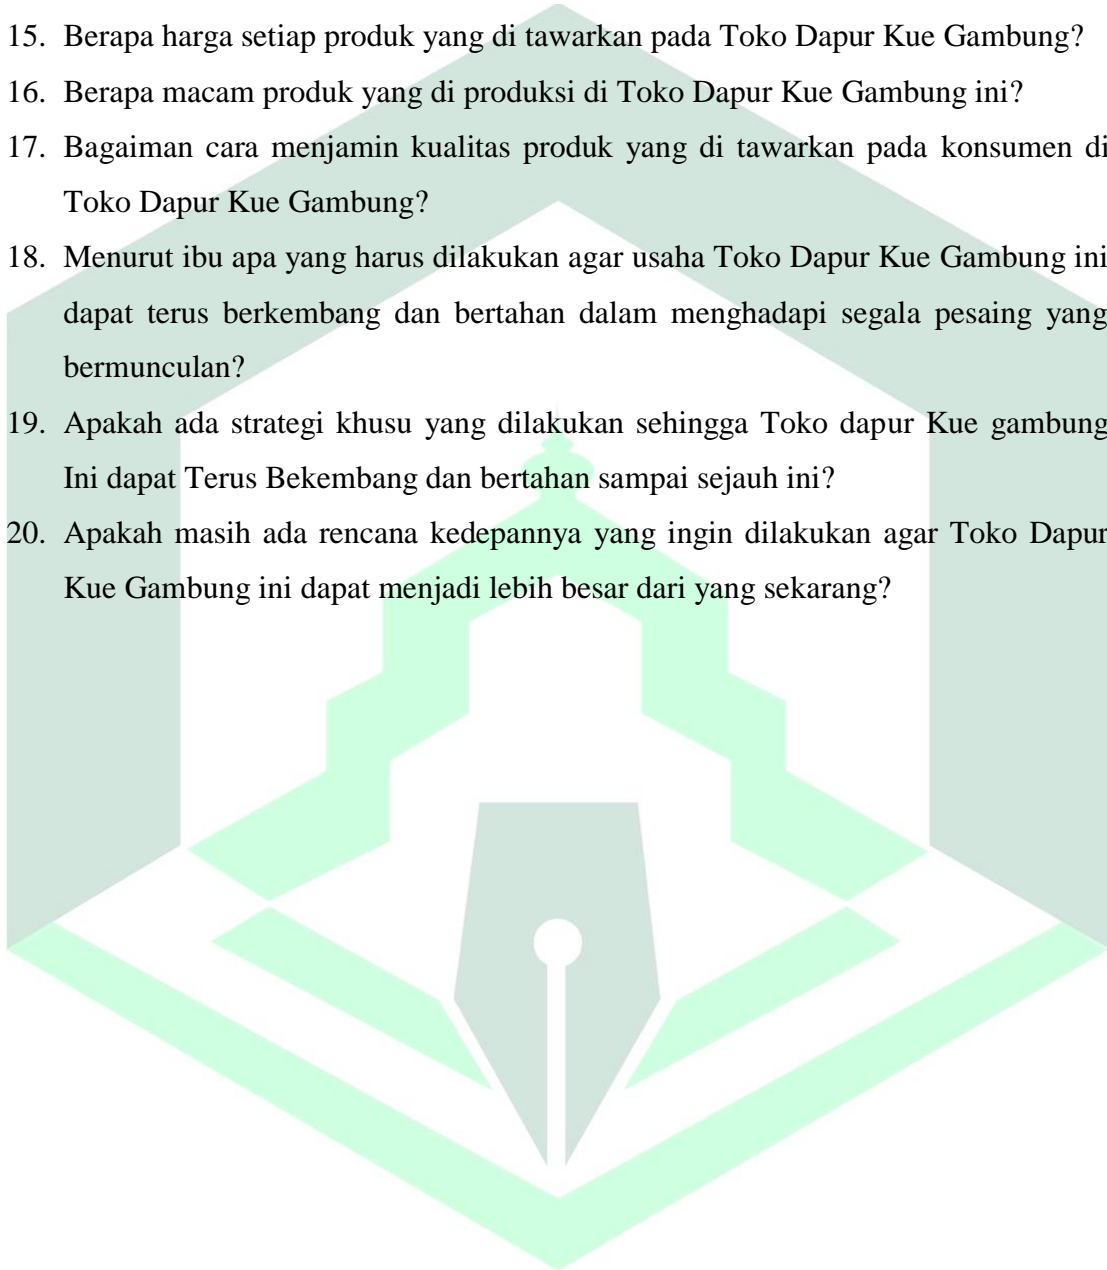 15. Berapa harga setiap produk yang di tawarkan pada Toko Dapur Kue Gambung?
16. Berapa macam produk yang di produksi di Toko Dapur Kue Gambung ini?
17. Bagaiman cara menjamin kualitas produk yang di tawarkan pada konsumen di
Toko Dapur Kue Gambung?
18. Menurut ibu apa yang harus dilakukan agar usaha Toko Dapur Kue Gambung ini
dapat terus berkembang dan bertahan dalam menghadapi segala pesaing yang
bermunculan?
19. Apakah ada strategi khusu yang dilakukan sehingga Toko dapur Kue gambung
Ini dapat Terus Bekembang dan bertahan sampai sejauh ini?
20. Apakah masih ada rencana kedepannya yang ingin dilakukan agar Toko Dapur
Kue Gambung ini dapat menjadi lebih besar dari yang sekarang?